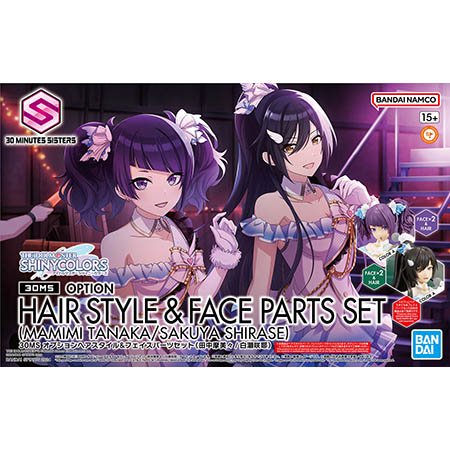 30 MINUTES SISTERS
BANDAI NAMCO
15+
THE IDOLM@STER
SHINYCOLORS
FACE×2
&
HAIR
COLOR A
FACE×2
&
HAIR
30MS OPTION
HAIR STYLE & FACE PARTS SET
(MAMIMI TANAKA/SAKUYA SHIRASE)
30MS オプションヘアスタイル&フェイスパーツセット(田中摩美々/白瀬咲耶)
BAN
DAI